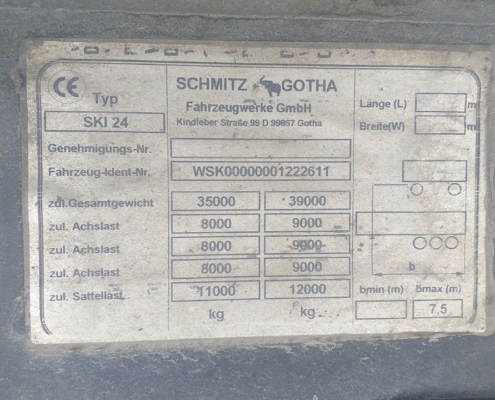 CE
SCHMITZ GOTHA
Fahrzeugwerke GmbH
Kindleber Straße 99 D 99867 Gotha
Typ
SKI 24
Länge (L) m
Breite(W) m
Genehmigungs-Nr.
Fahrzeug-Ident-Nr. WSK00000001222611
zül.Gesamtgewicht 35000 39000
zul. Achslast 8000 9000
zul. Achslast 8000 9000
zul. Achslast 8000 9000
zul. Sattellast 11000 12000
kg kg
b
bmin (m) bmax (m)
7.5